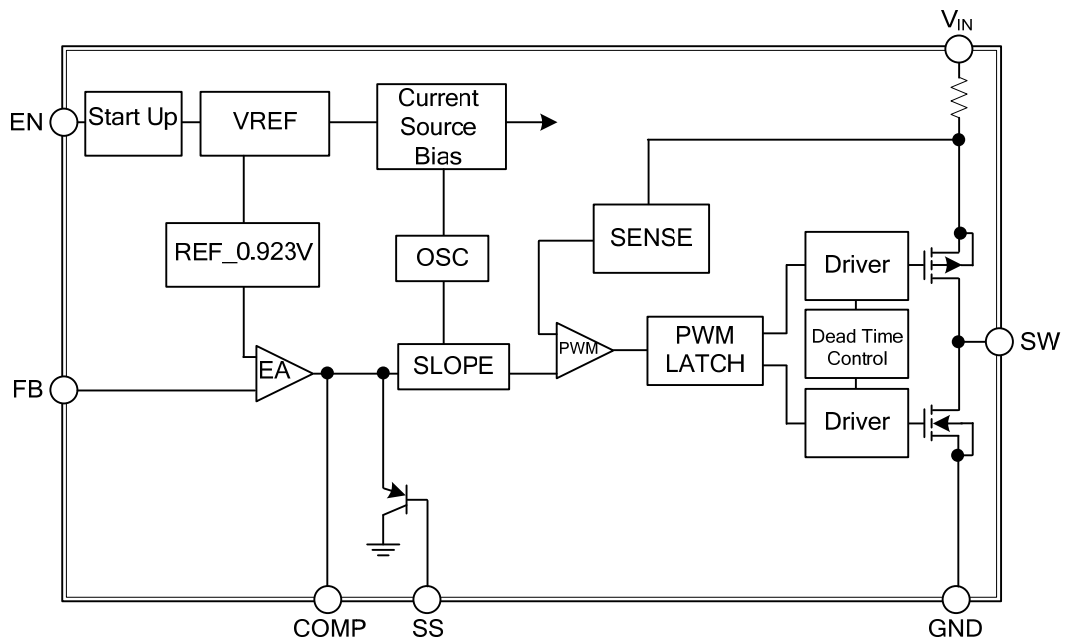 VIN
EN
Start Up
VREF
Current
Source
Bias
REF_0.923V
OSC
SENSE
Driver
EA
SLOPE
PWM
PWM
LATCH
Dead Time
Control
SW
FB
Driver
COMP
SS
GND